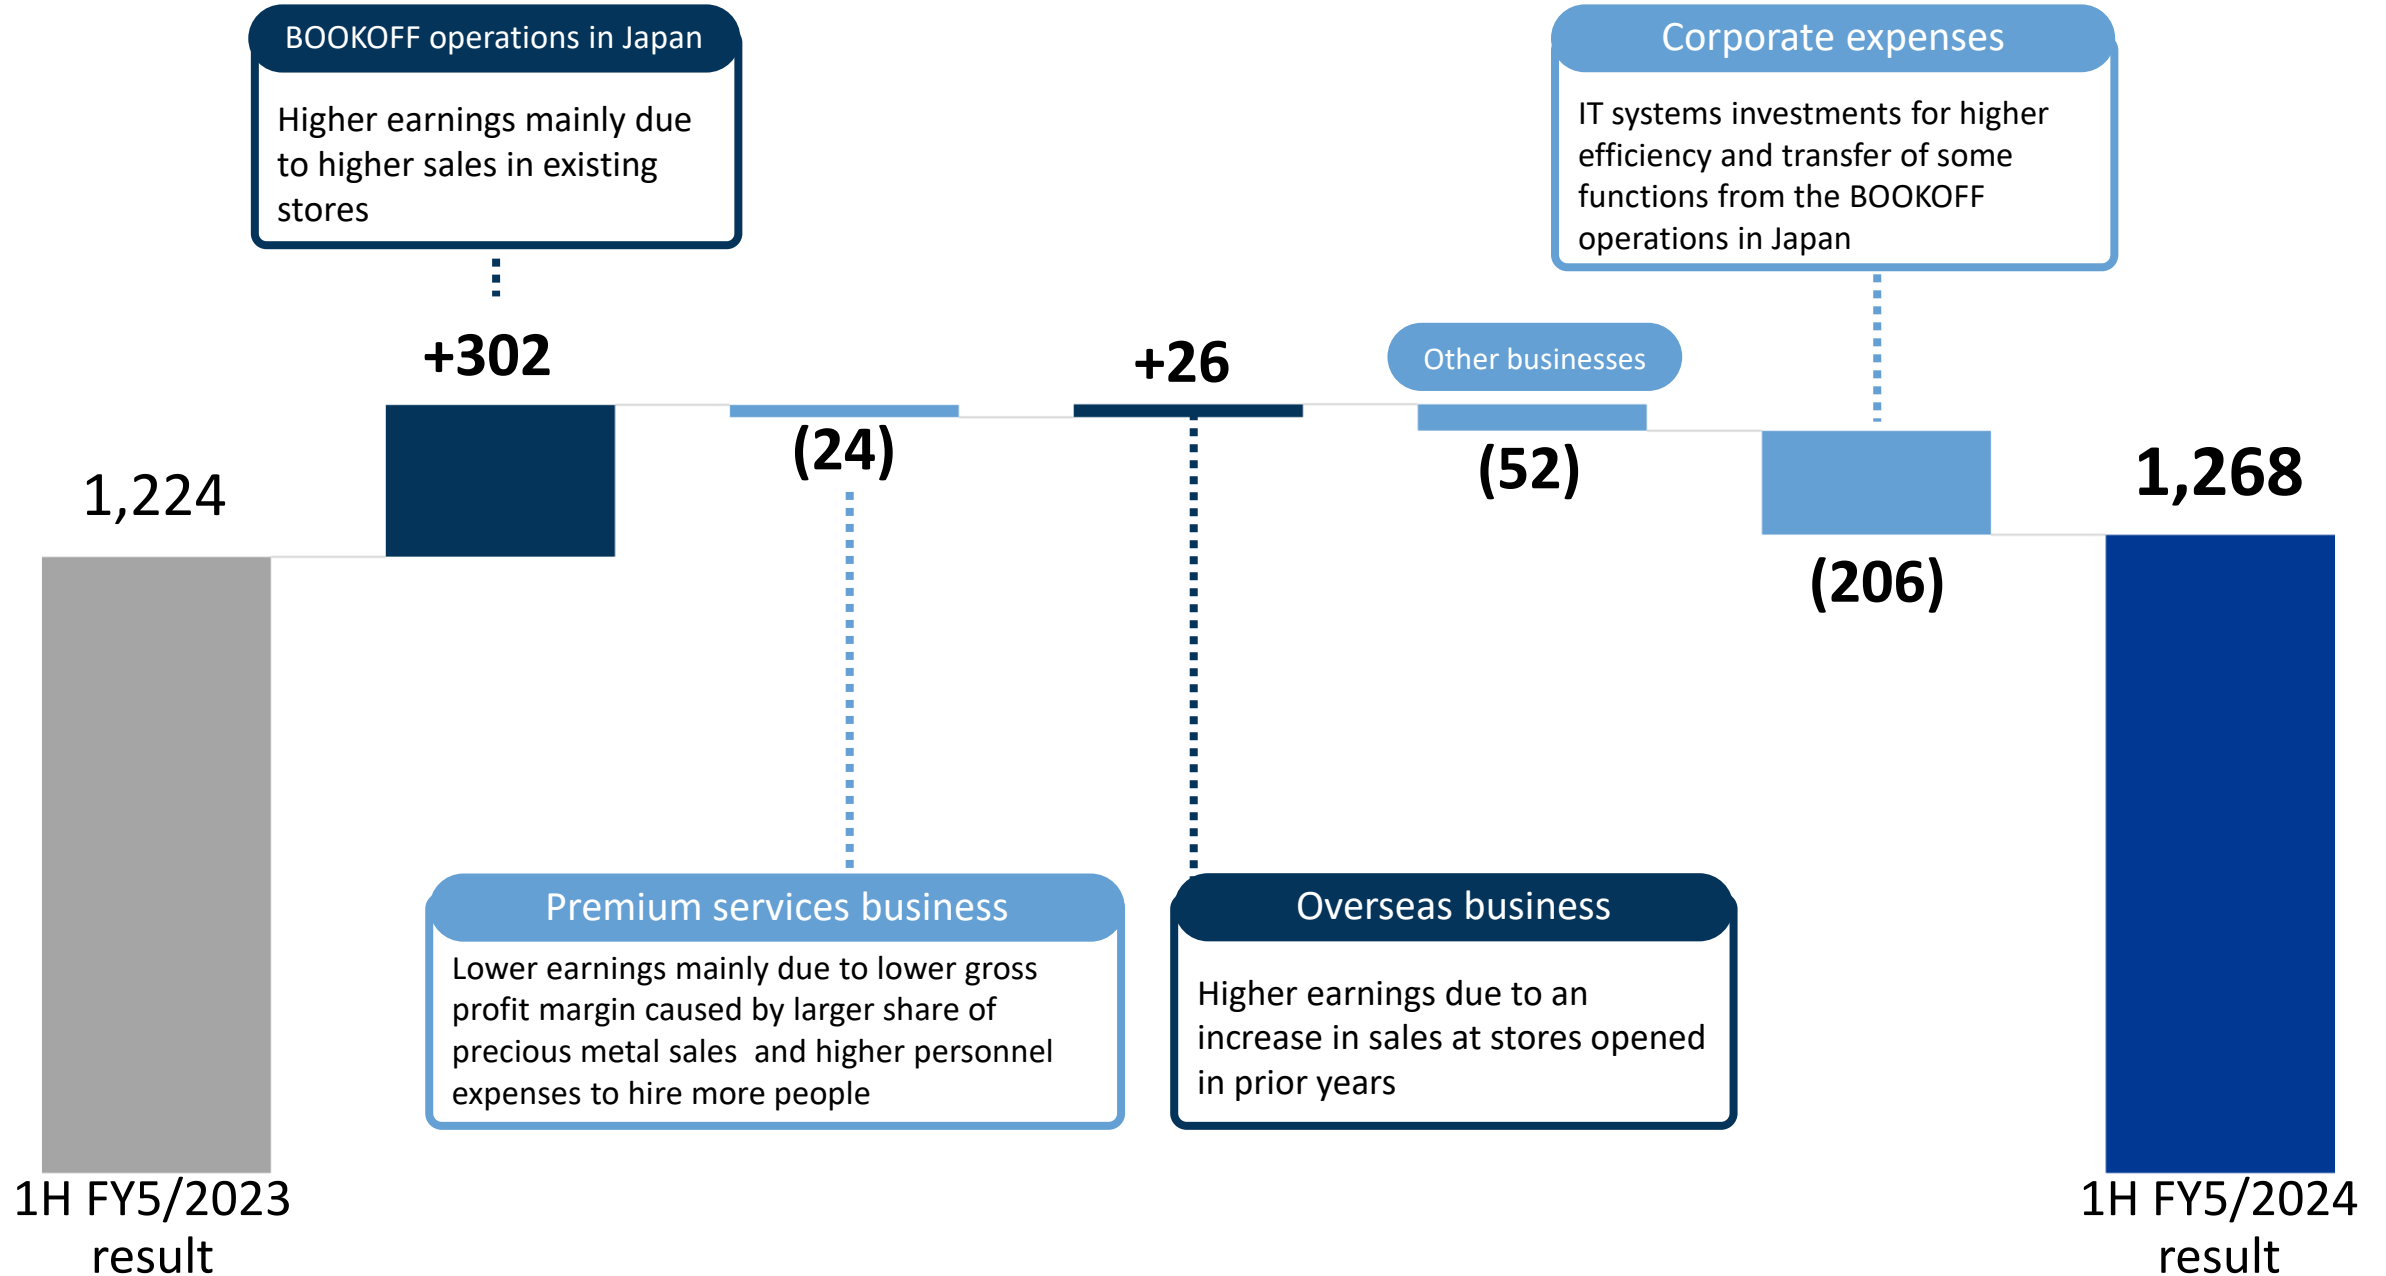 BOOKOFF operations in Japan
Higher earnings mainly due
to higher sales in existing
stores
Corporate expenses
IT systems investments for higher
efficiency and transfer of some
functions from the BOOKOFF
operations in Japan
+302
+26
Other businesses
(24)
(52)
1,224
1,268
(206)
Premium services business
Lower earnings mainly due to lower gross
profit margin caused by larger share of
precious metal sales  and higher personnel
expenses to hire more people
Overseas business
Higher earnings due to an
increase in sales at stores opened
in prior years
1H FY5/2023
result
1H FY5/2024
result